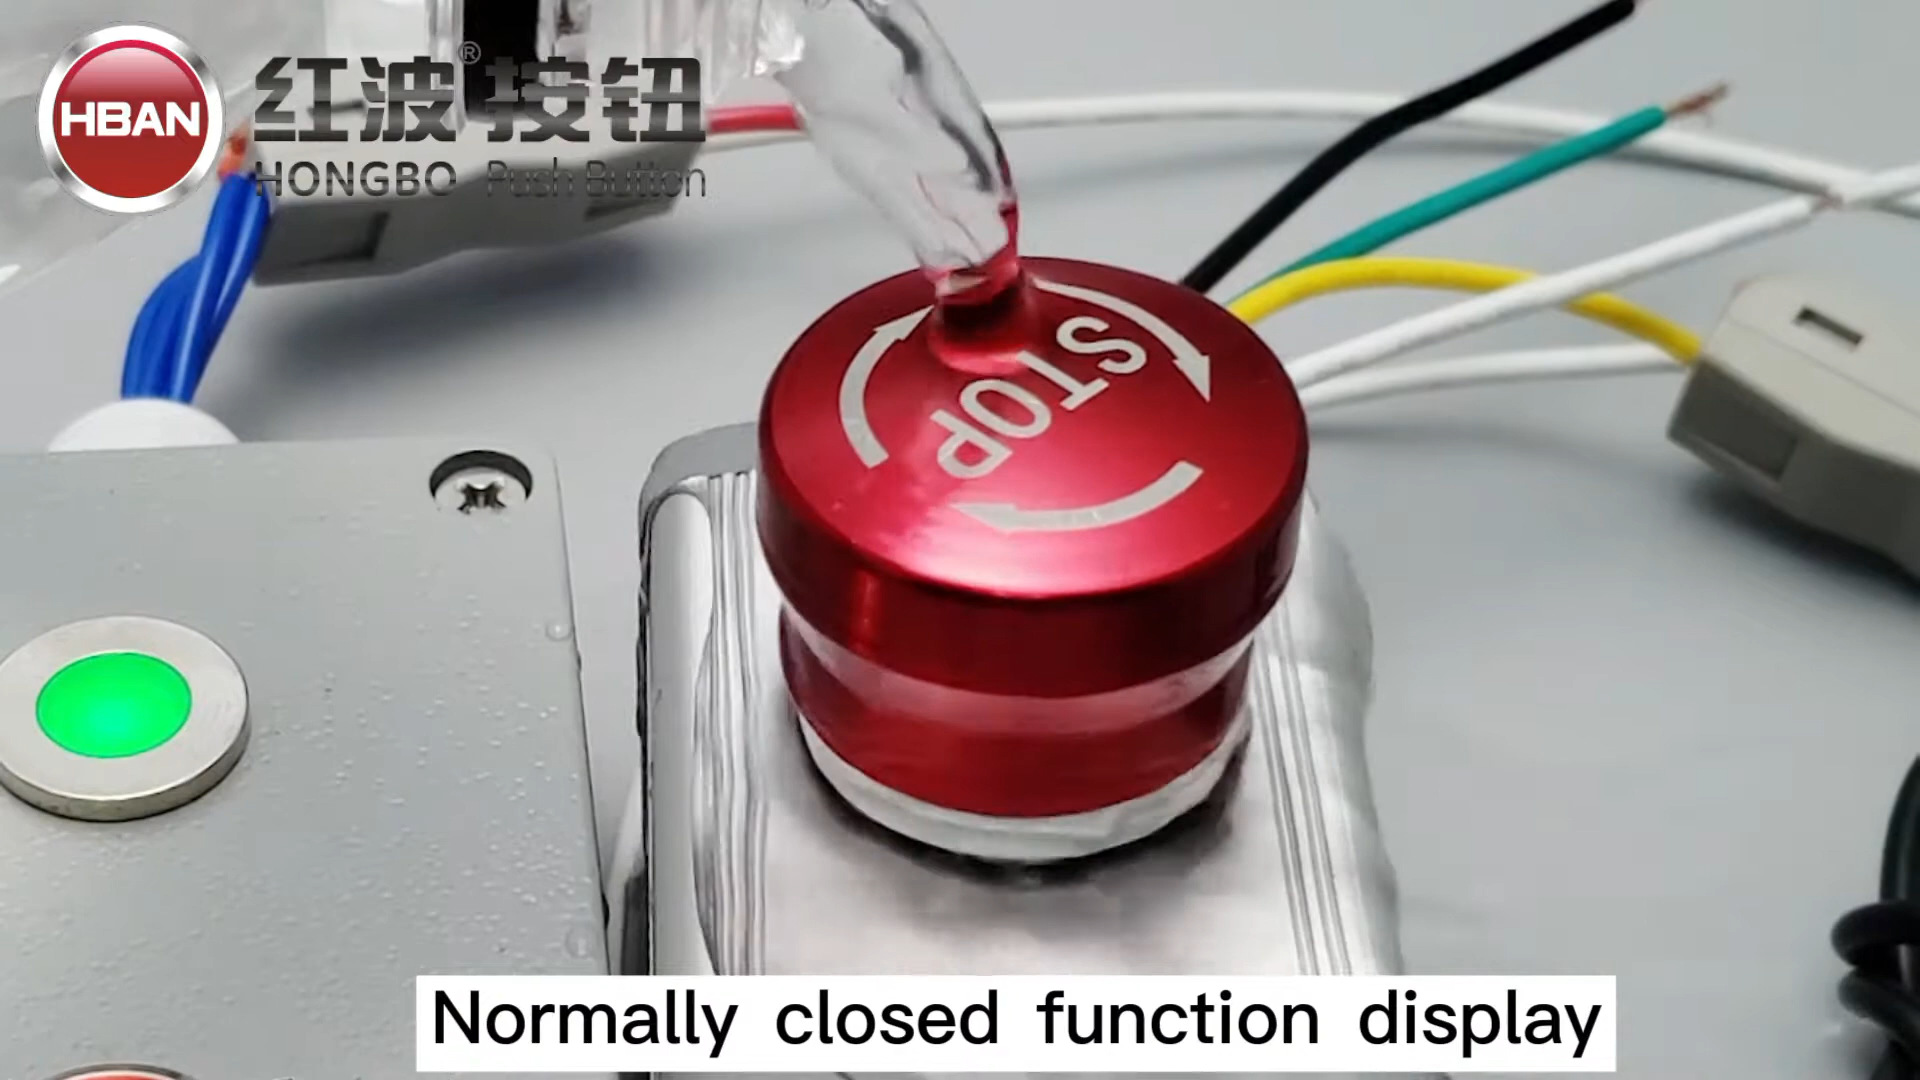 HBAN
红波®按钮
HONGBO Push Button
STOP
Normally closed function display